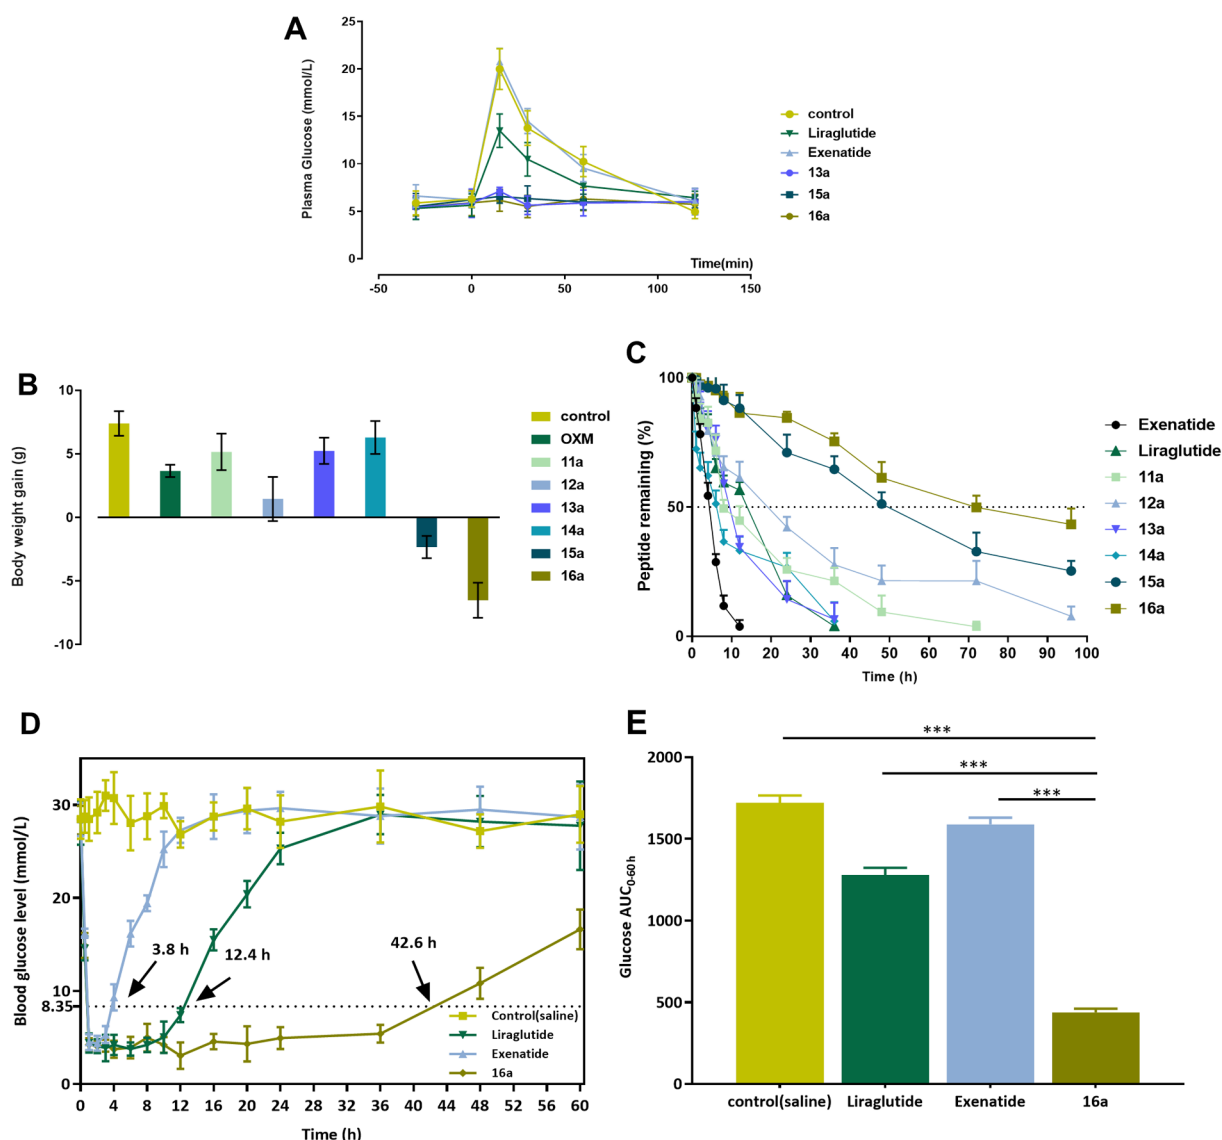 A
Plasma Glucose (mmol/L)
25
20
15
10
5
0
Time(min)
-50
0
50
100
150
control
Liraglutide
Exenatide
13a
15a
16a
B
Body weight gain (g)
10
5
0
-5
-10
control
OXM
11a
12a
13a
14a
15a
16a
C
Peptide remaining (%)
100
50
0
0 10 20 30 40 50 60 70 80 90 100
Time (h)
Exenatide
Liraglutide
11a
12a
13a
14a
15a
16a
D
Blood glucose level (mmol/L)
30
20
10
8.35
0
3.8 h
12.4 h
42.6 h
Control(saline)
Liraglutide
Exenatide
16a
0 4 8 12 16 20 24 28 32 36 40 44 48 52 56 60
Time (h)
E
Glucose AUC0-60h
2000
1500
1000
500
0
***
***
***
control(saline)
Liraglutide
Exenatide
16a